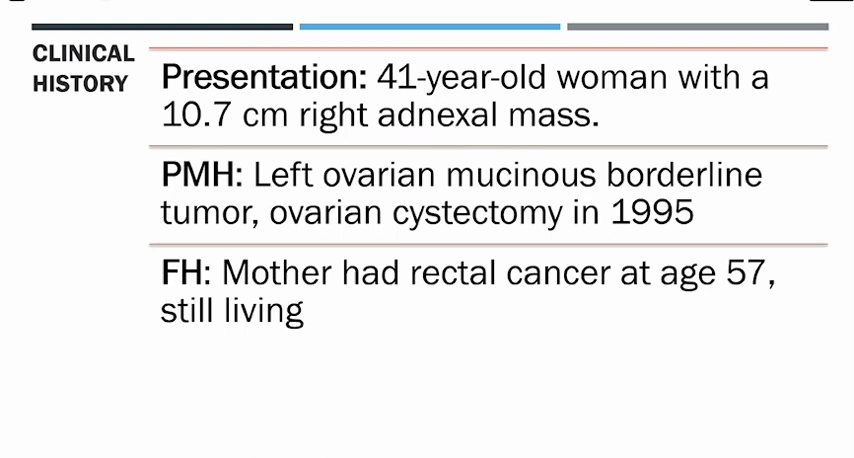 CLINICAL
HISTORY
Presentation: 41-year-old woman with a
10.7 cm right adnexal mass.
PMH: Left ovarian mucinous borderline
tumor, ovarian cystectomy in 1995
FH: Mother had rectal cancer at age 57,
still living